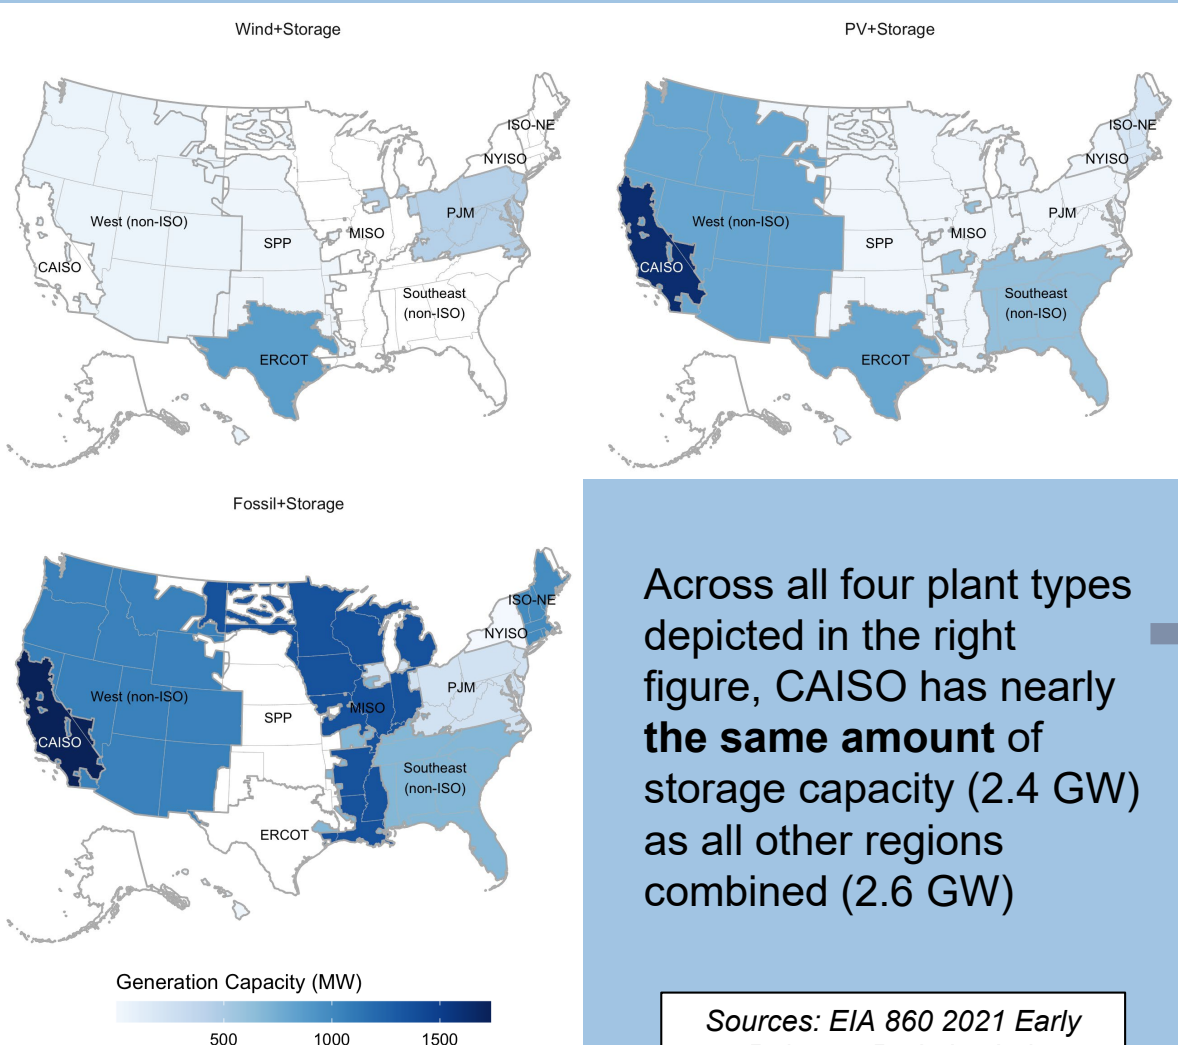 Wind+Storage
ISO-NE
NYISO
PJM
West (non-ISO)
MISO
SPP
CAISO
Southeast
(non-ISO)
ERCOT
PV+Storage
ISO-NE
NYISO
PJM
West (non-ISO)
MISO
SPP
CAISO
Southeast
(non-ISO)
ERCOT
Fossil+Storage
ISO-NE
NYISO
PJM
West (non-ISO)
MISO
SPP
CAISO
Southeast
(non-ISO)
ERCOT
Generation Capacity (MW)
500 1000 1500
Across all four plant types
depicted in the right
figure, CAISO has nearly
the same amount of
storage capacity (2.4 GW)
as all other regions
combined (2.6 GW)
Sources: EIA 860 2021 Early